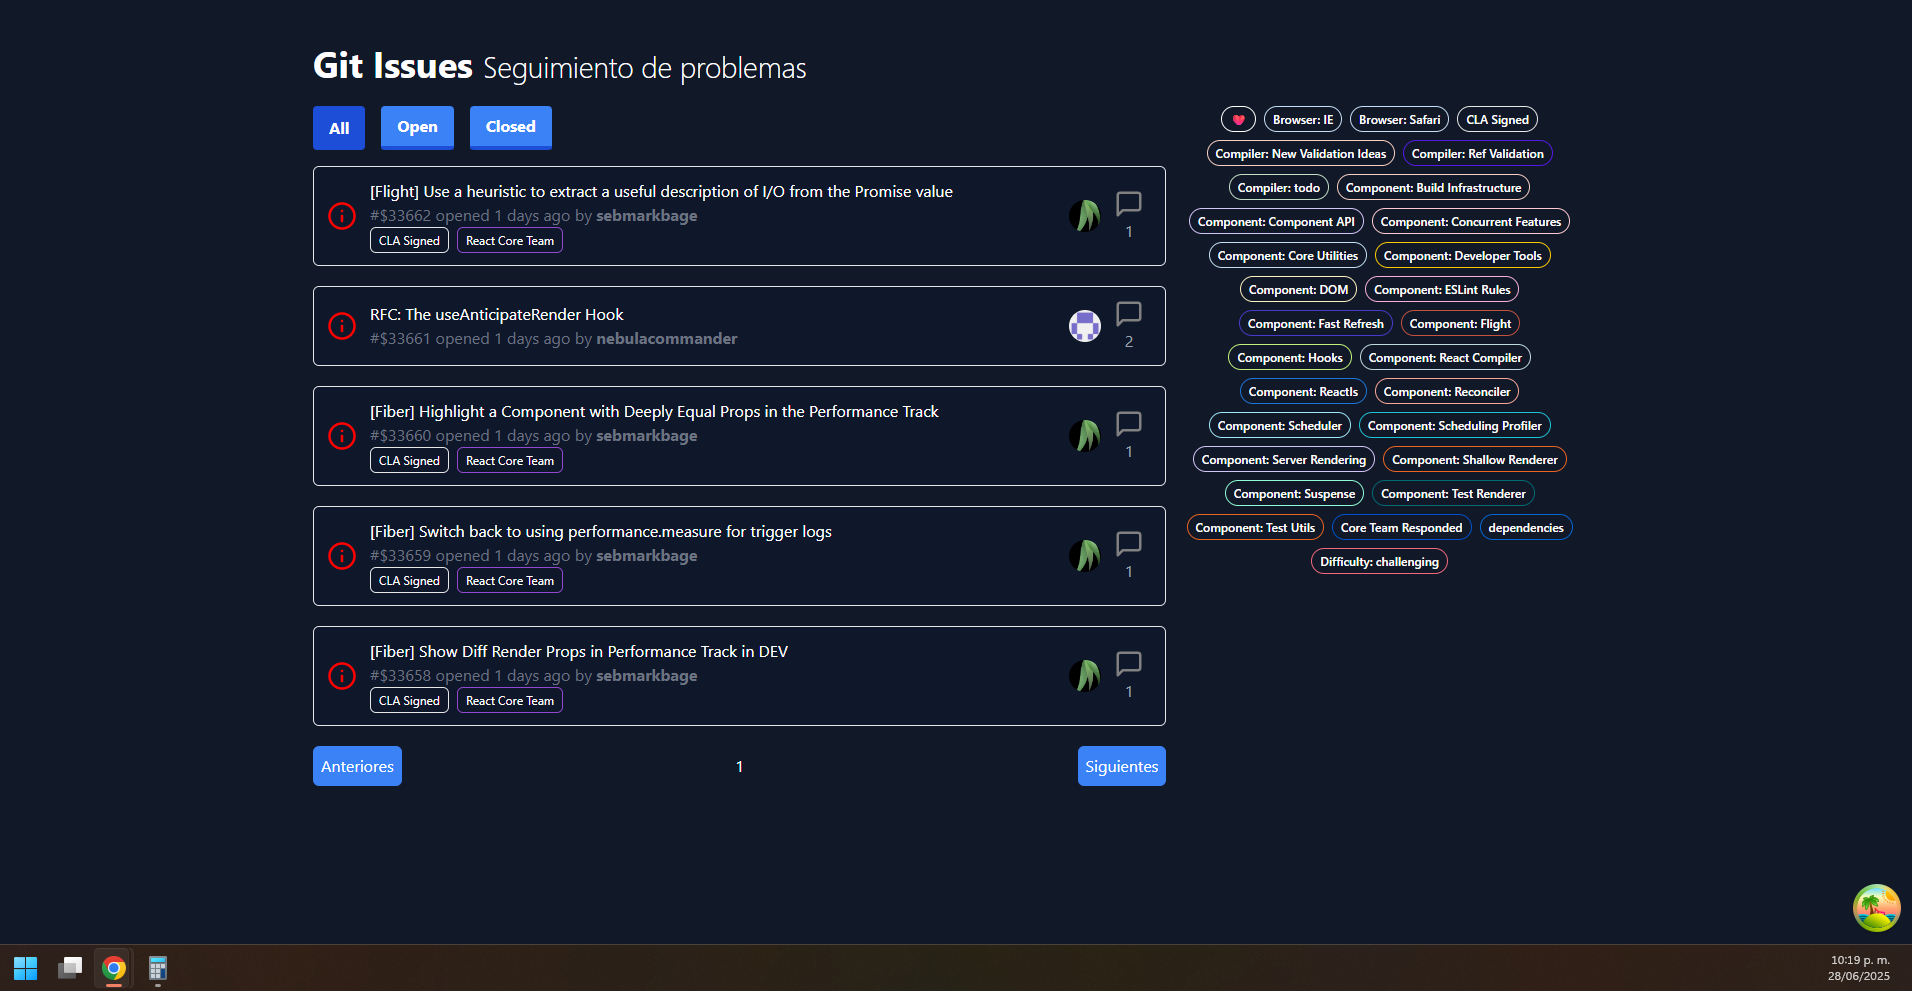 Git Issues Seguimiento de problemas
All Open Closed
[Flight] Use a heuristic to extract a useful description of I/O from the Promise value
#$33662 opened 1 days ago by sebmarkbage
CLA Signed React Core Team
1
RFC: The useAnticipateRender Hook
#$33661 opened 1 days ago by nebulacommander
2
[Fiber] Highlight a Component with Deeply Equal Props in the Performance Track
#$33660 opened 1 days ago by sebmarkbage
CLA Signed React Core Team
1
[Fiber] Switch back to using performance.measure for trigger logs
#$33659 opened 1 days ago by sebmarkbage
CLA Signed React Core Team
1
[Fiber] Show Diff Render Props in Performance Track in DEV
#$33658 opened 1 days ago by sebmarkbage
CLA Signed React Core Team
1
Anteriores 1 Siguientes
Browser: IE Browser: Safari CLA Signed
Compiler: New Validation Ideas Compiler: Ref Validation
Compiler: todo Component: Build Infrastructure
Component: Component API Component: Concurrent Features
Component: Core Utilities Component: Developer Tools
Component: DOM Component: ESLint Rules
Component: Fast Refresh Component: Flight
Component: Hooks Component: React Compiler
Component: ReactIs Component: Reconciler
Component: Scheduler Component: Scheduling Profiler
Component: Server Rendering Component: Shallow Renderer
Component: Suspense Component: Test Renderer
Component: Test Utils Core Team Responded dependencies
Difficulty: challenging
10:19 p. m.
28/06/2025